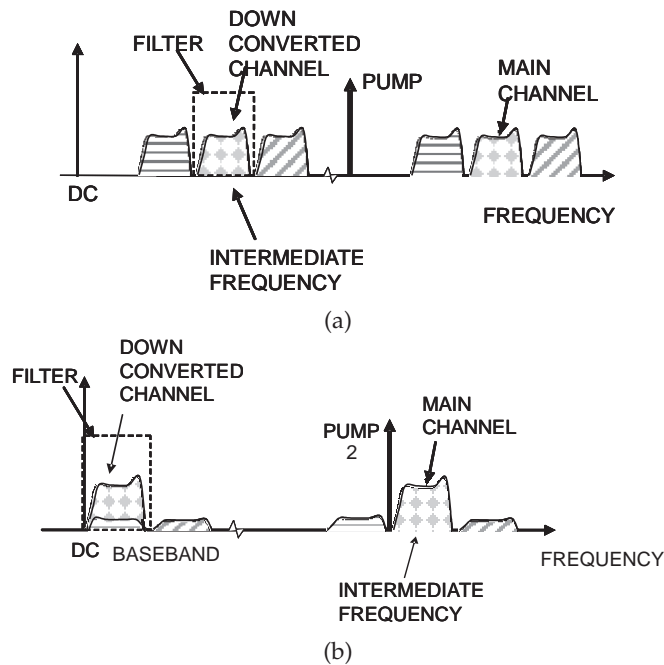 DOWN
CONVERTED
CHANNEL
FILTER
PUMP
MAIN
CHANNEL
DC
FREQUENCY
INTERMEDIATE
FREQUENCY
(a)
DOWN
CONVERTED
CHANNEL
FILTER
PUMP
2
MAIN
CHANNEL
DC
BASEBAND
FREQUENCY
INTERMEDIATE
FREQUENCY
(b)